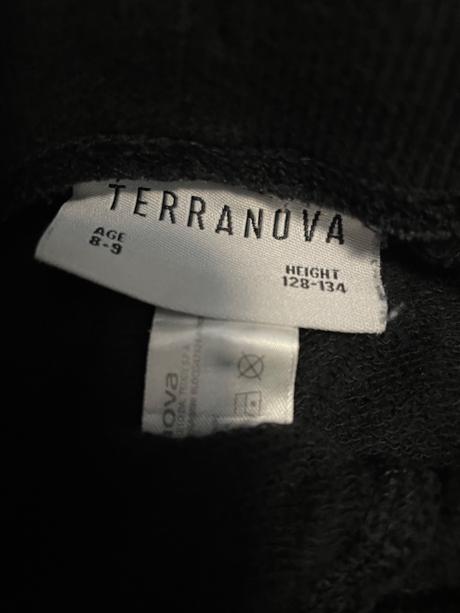 TERRANOVA
AGE
8-9
HEIGHT
128-134
nova